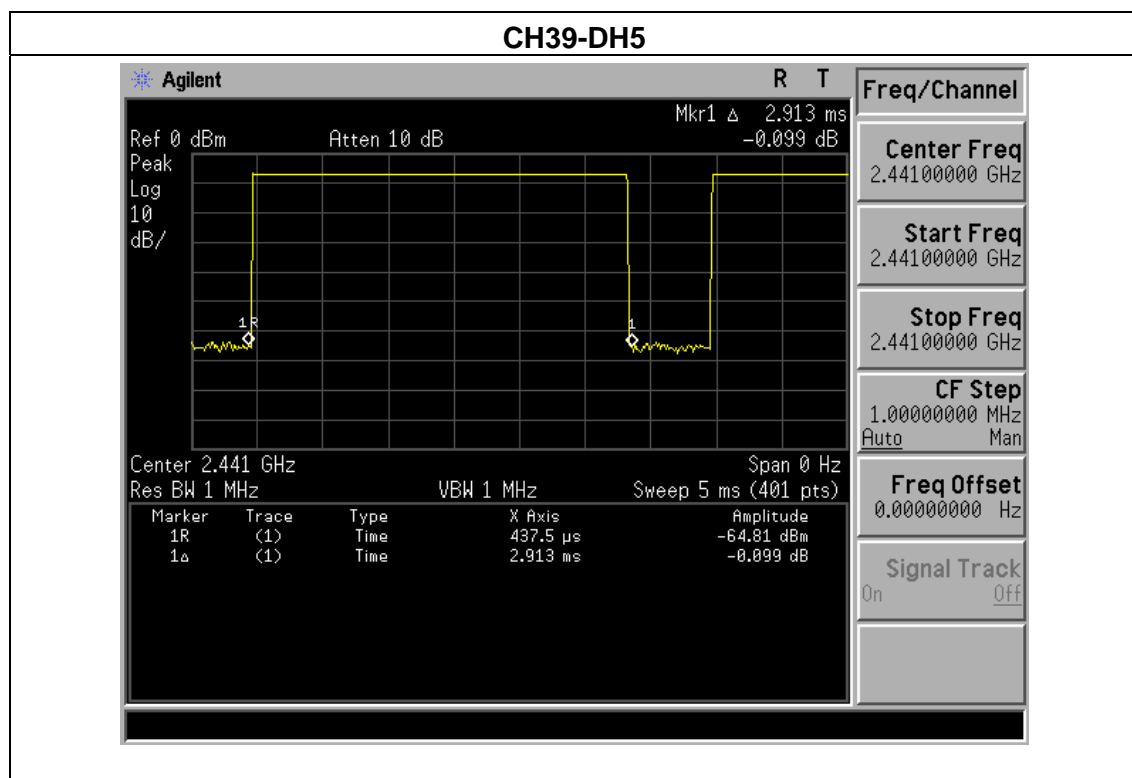 CH39-DH5
Agilent R T
Mkr1 Δ 2.913 ms
Ref 0 dBm Atten 10 dB -0.099 dB
Peak
Log
10
dB/
1R
1
Center 2.441 GHz Span 0 Hz
Res BW 1 MHz VBW 1 MHz Sweep 5 ms (401 pts)
Marker Trace Type X Axis Amplitude
1R (1) Time 437.5 µs -64.81 dBm
1Δ (1) Time 2.913 ms -0.099 dB
Freq/Channel
Center Freq
2.44100000 GHz
Start Freq
2.44100000 GHz
Stop Freq
2.44100000 GHz
CF Step
1.00000000 MHz
Auto Man
Freq Offset
0.00000000 Hz
Signal Track
On Off